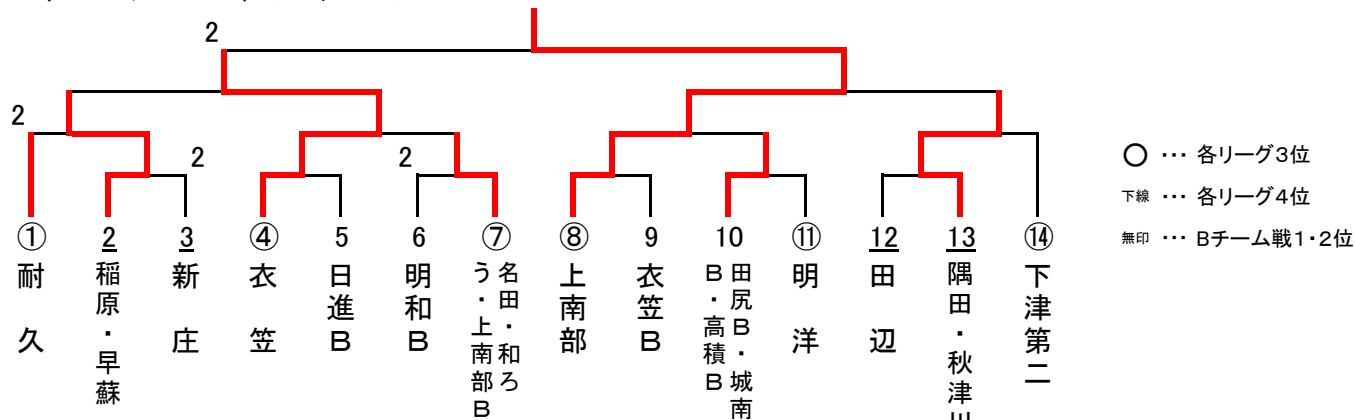 2
2
2
2
① 2 3 ④ 5 6 ⑦ ⑧ 9 10 ⑪ 12 13 ⑭
耐久
稲原・早蘇
新庄
衣笠
日進B
明和B
名田・和ろ
う・上南部B
上南部
衣笠B
田尻B・城南
B・高積B
明洋
田辺
隅田・秋津
下津第二
○ … 各リーグ3位
下線 … 各リーグ4位
無印 … Bチーム戦1・2位